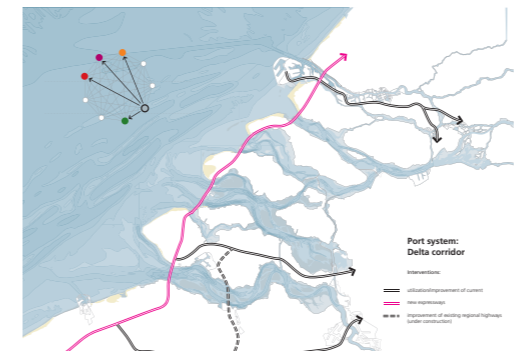 Port system:
Delta corridor
Interventions:
utilization/improvement of current
new expressways
improvement of existing regional highways
(under construction)